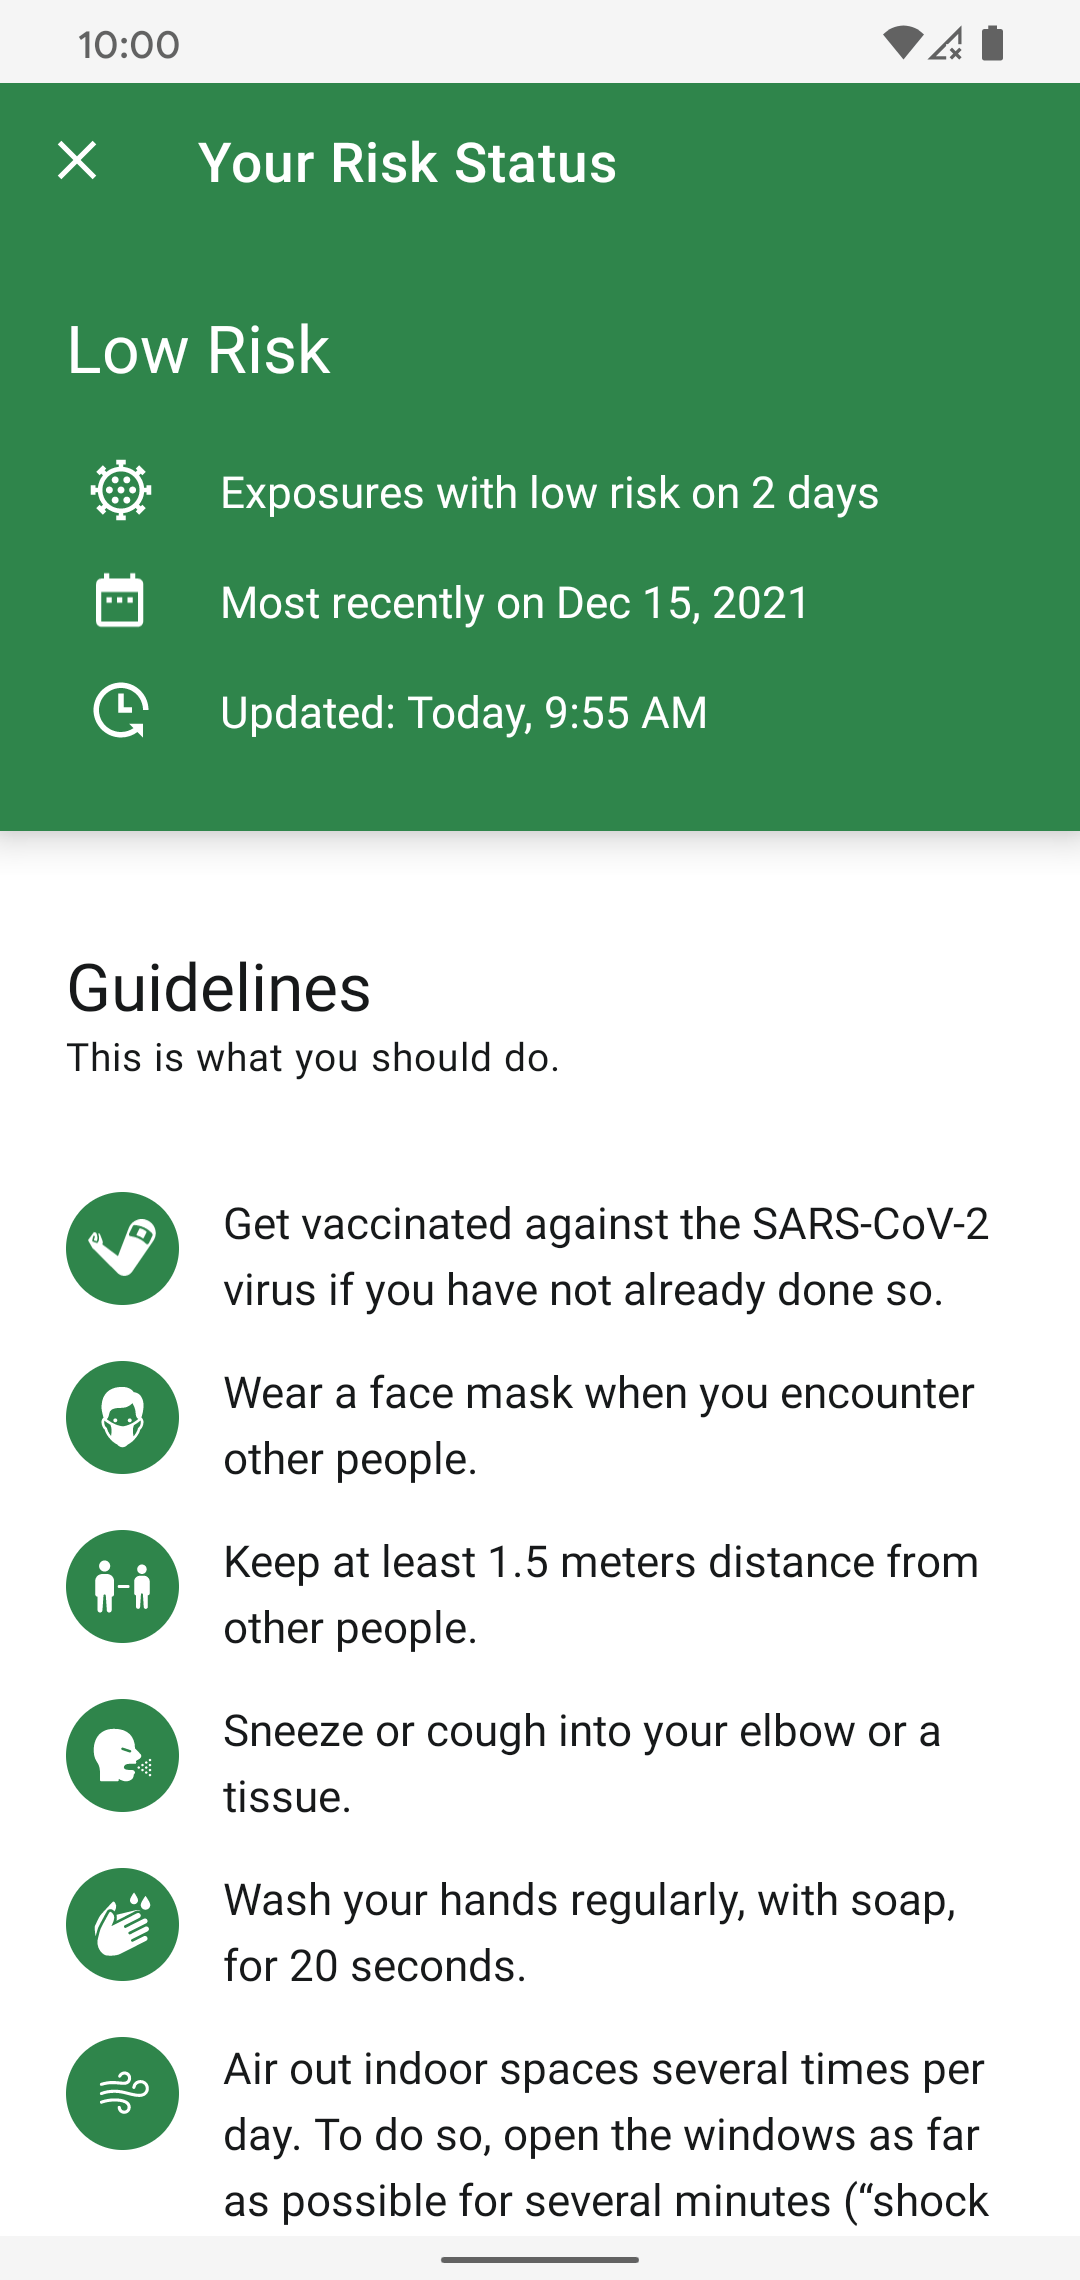 10:00
Your Risk Status
Low Risk
Exposures with low risk on 2 days
Most recently on Dec 15, 2021
Updated: Today, 9:55 AM
Guidelines
This is what you should do.
Get vaccinated against the SARS-CoV-2
virus if you have not already done so.
Wear a face mask when you encounter
other people.
Keep at least 1.5 meters distance from
other people.
Sneeze or cough into your elbow or a
tissue.
Wash your hands regularly, with soap,
for 20 seconds.
Air out indoor spaces several times per
day. To do so, open the windows as far
as possible for several minutes (“shock